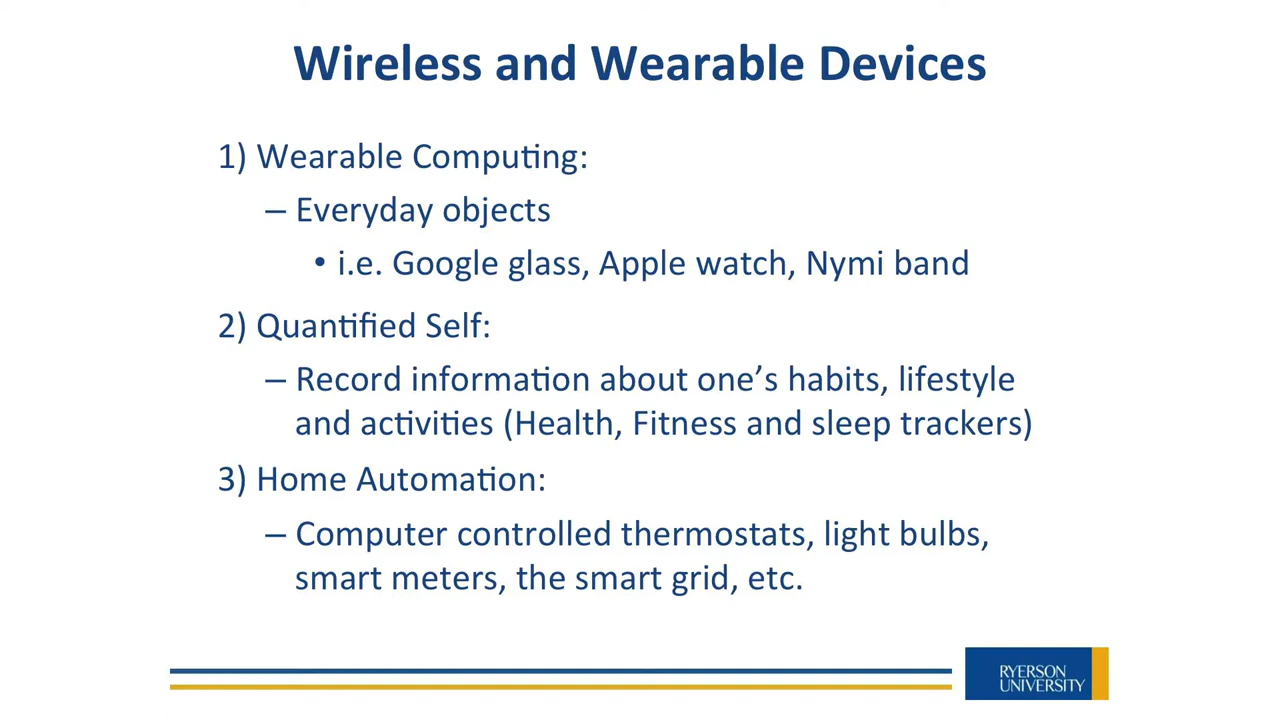 Wireless and Wearable Devices
1) Wearable Computing:
– Everyday objects
• i.e. Google glass, Apple watch, Nymi band
2) Quantified Self:
– Record information about one’s habits, lifestyle
and activities (Health, Fitness and sleep trackers)
3) Home Automation:
– Computer controlled thermostats, light bulbs,
smart meters, the smart grid, etc.
RYERSON
UNIVERSITY